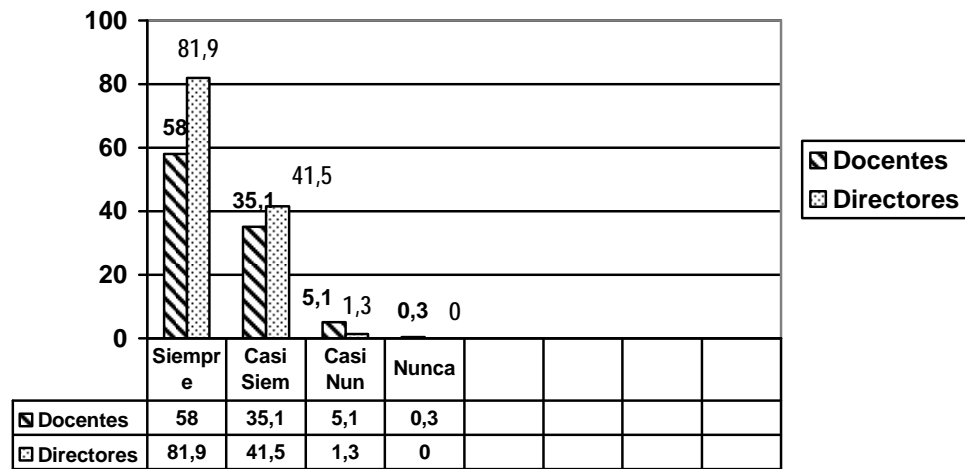 100
81,9
80
60
58
41,5
40
35,1
20
5,1
1,3
0,3
0
0
Siempr
e
Casi
Siem
Casi
Nun
Nunca
Docentes 58 35,1 5,1 0,3
Directores 81,9 41,5 1,3 0
Docentes
Directores